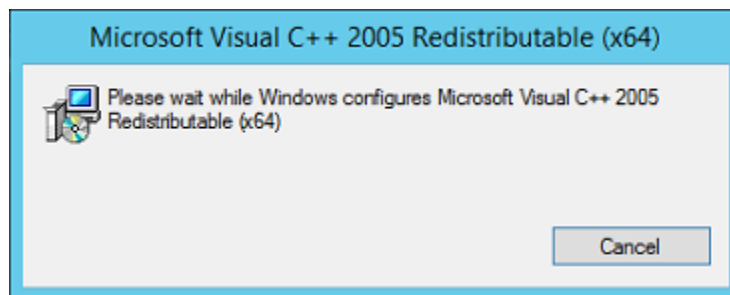 Microsoft Visual C++ 2005 Redistributable (x64)
Please wait while Windows configures Microsoft Visual C++ 2005
Redistributable (x64)
Cancel